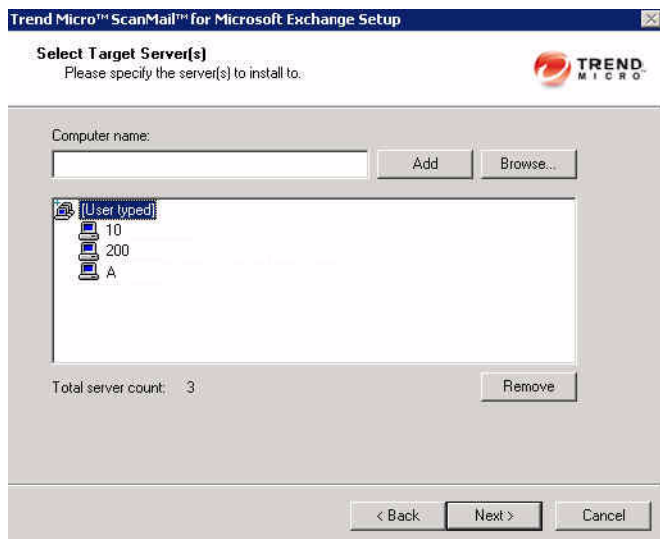 Trend Micro™ ScanMail™ for Microsoft Exchange Setup
Select Target Server(s)
Please specify the server(s) to install to.
TREND
MICRO
Computer name:
Add
Browse...
[User typed]
10
200
A
Total server count: 3
Remove
< Back
Next >
Cancel